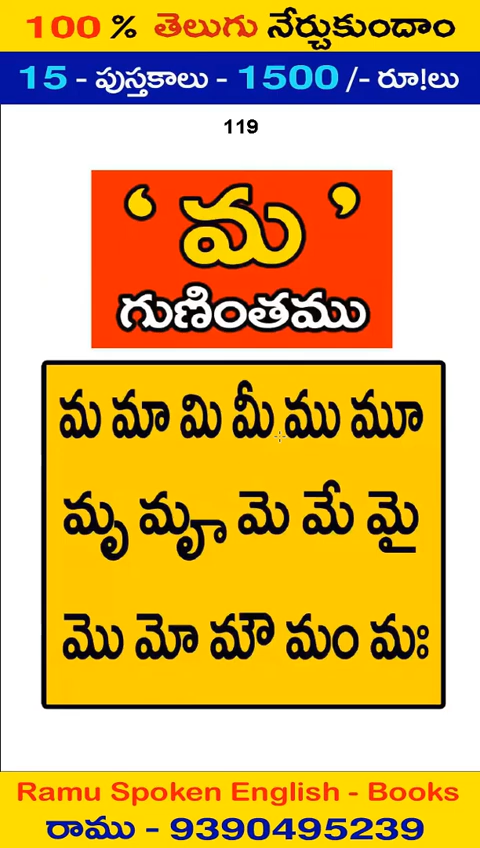 100 % తెలుగు నేర్చుకుందాం
15 - పుస్తకాలు - 1500 /- రూ!లు
119
‘ మ ’
గుణింతము
మ మా మి మీ ము మూ
మృ మౄ మె మే మై
మొ మో మౌ మం మః
Ramu Spoken English - Books
రాము - 9390495239